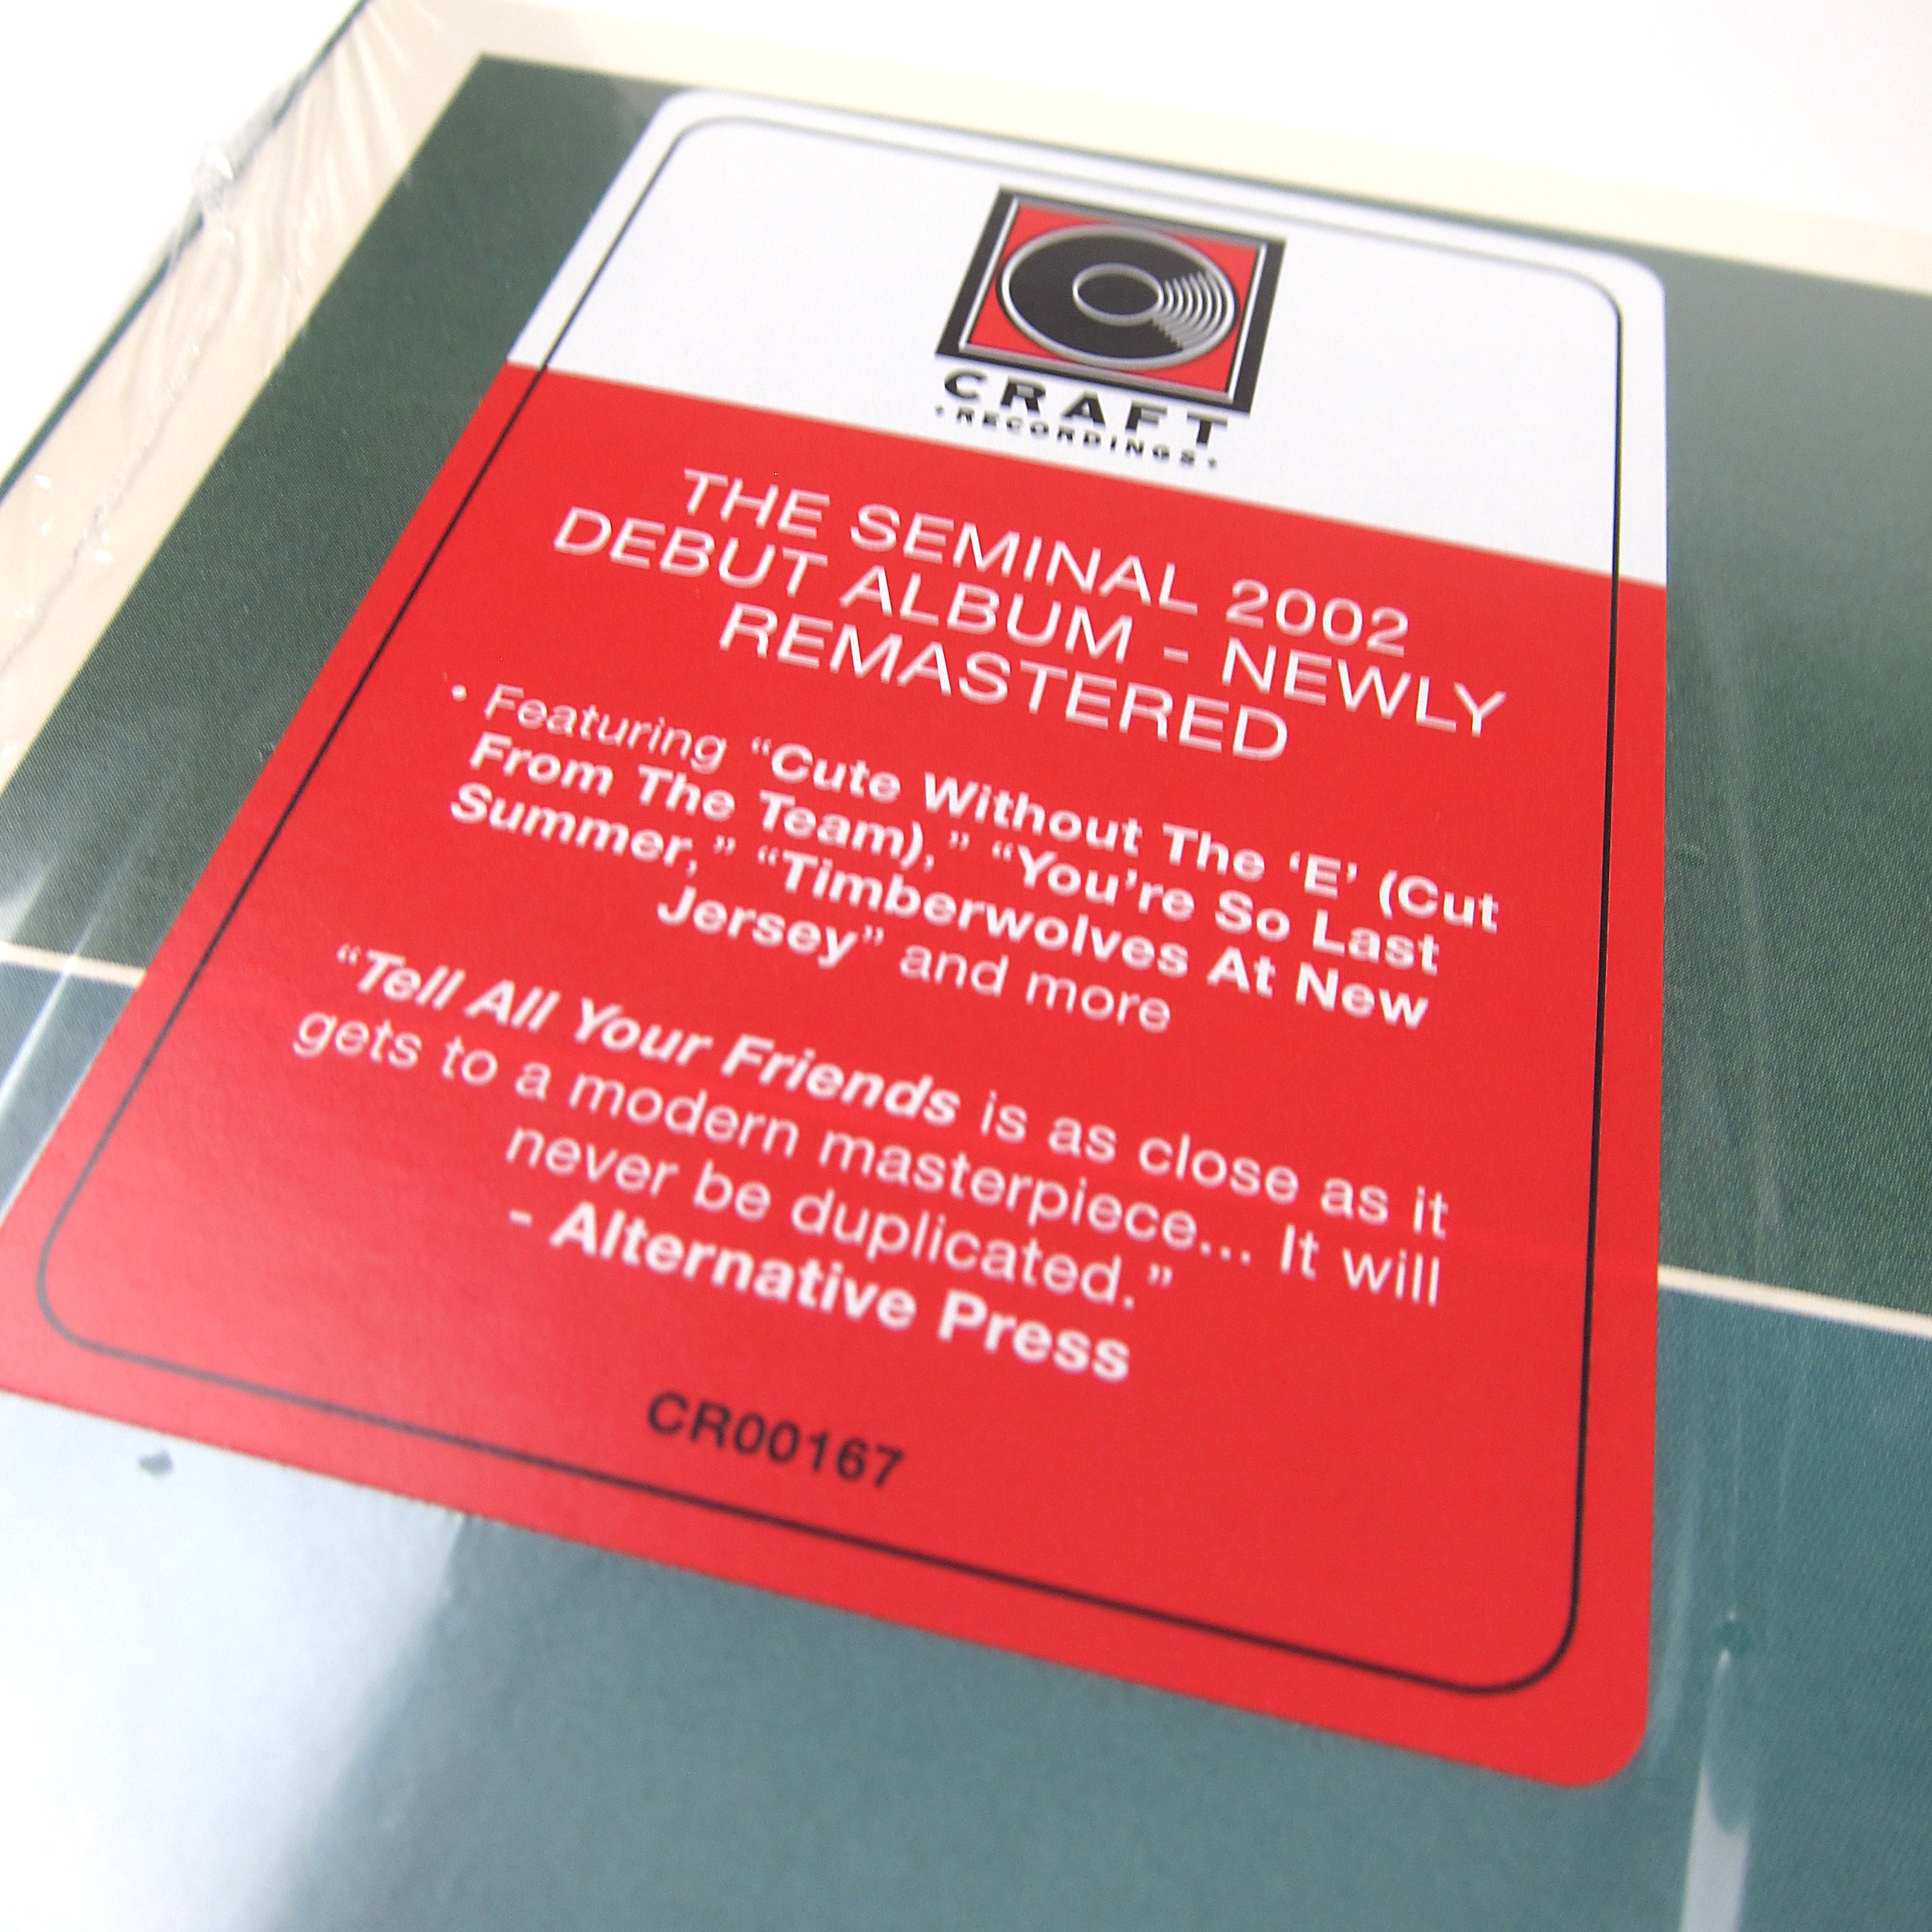 CRAFT
•RECORDINGS•
THE SEMINAL 2002
DEBUT ALBUM - NEWLY
REMASTERED
• Featuring “Cute Without The ‘E’ (Cut
From The Team),” “You’re So Last
Summer,” “Timberwolves At New
Jersey” and more
“Tell All Your Friends is as close as it
gets to a modern masterpiece... It will
never be duplicated.”
- Alternative Press
CR00167